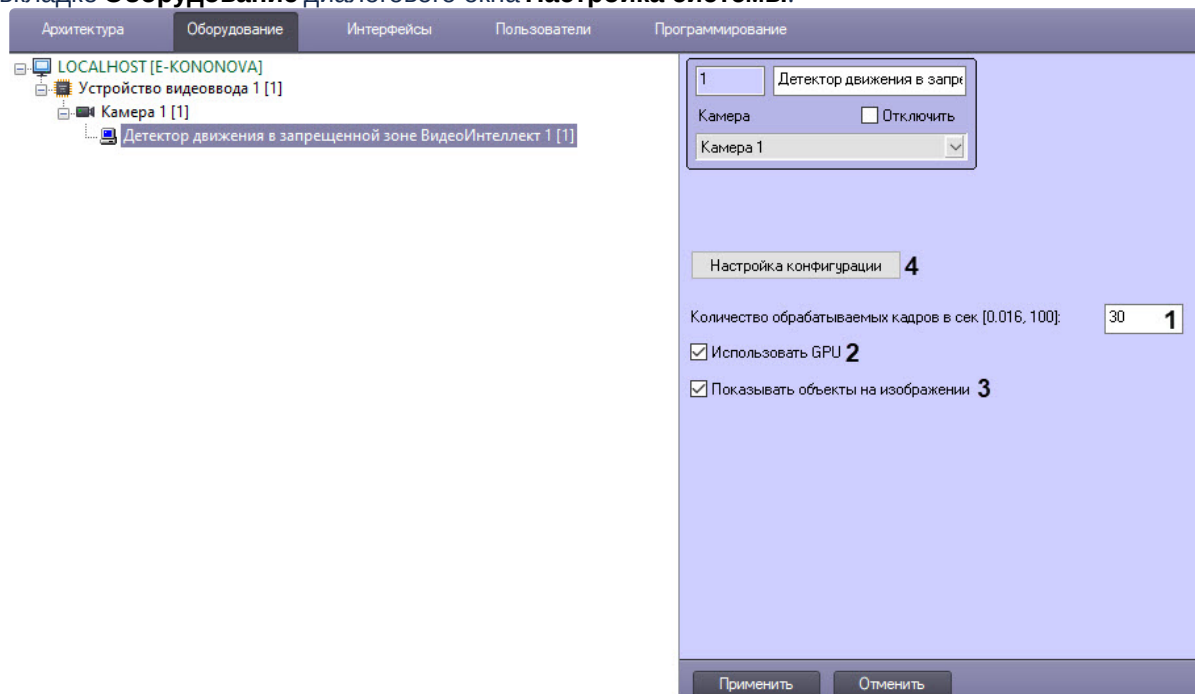 вкладке Оборудование диалогового окна Настройка системы.
Архитектура Оборудование Интерфейсы Пользователи Программирование
LOCALHOST [E-KONONOVA]
Устройство видеоввода 1 [1]
Камера 1 [1]
Детектор движения в запрещенной зоне ВидеоИнтеллект 1 [1]
1 Детектор движения в запре
Камера Отключить
Камера 1
Настройка конфигурации 4
Количество обрабатываемых кадров в сек [0.016, 100]: 30 1
Использовать GPU 2
Показывать объекты на изображении 3
Применить Отменить